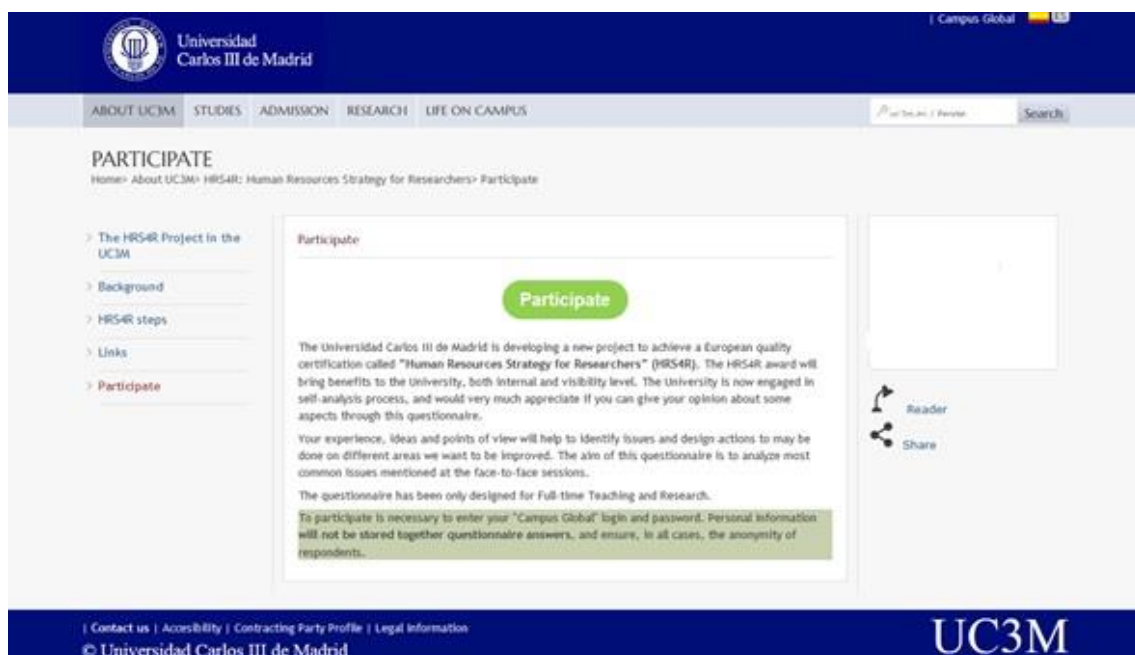 | Campus Global ES
Universidad
Carlos III de Madrid
ABOUT UC3M STUDIES ADMISSION RESEARCH LIFE ON CAMPUS
Search
PARTICIPATE
Home> About UC3M> HRS4R: Human Resources Strategy for Researchers> Participate
> The HRS4R Project in the
UC3M
> Background
> HRS4R steps
> Links
> Participate
Participate
Participate
The Universidad Carlos III de Madrid is developing a new project to achieve a European quality
certification called "Human Resources Strategy for Researchers" (HRS4R). The HRS4R award will
bring benefits to the University, both internal and visibility level. The University is now engaged in
self-analysis process, and would very much appreciate if you can give your opinion about some
aspects through this questionnaire.
Your experience, ideas and points of view will help to identify issues and design actions to may be
done on different areas we want to be improved. The aim of this questionnaire is to analyze most
common issues mentioned at the face-to-face sessions.
The questionnaire has been only designed for Full-time Teaching and Research.
To participate is necessary to enter your "Campus Global" login and password. Personal information
will not be stored together questionnaire answers, and ensure, in all cases, the anonymity of
respondents.
Reader
Share
| Contact us | Accesibility | Contracting Party Profile | Legal Information
© Universidad Carlos III de Madrid
UC3M